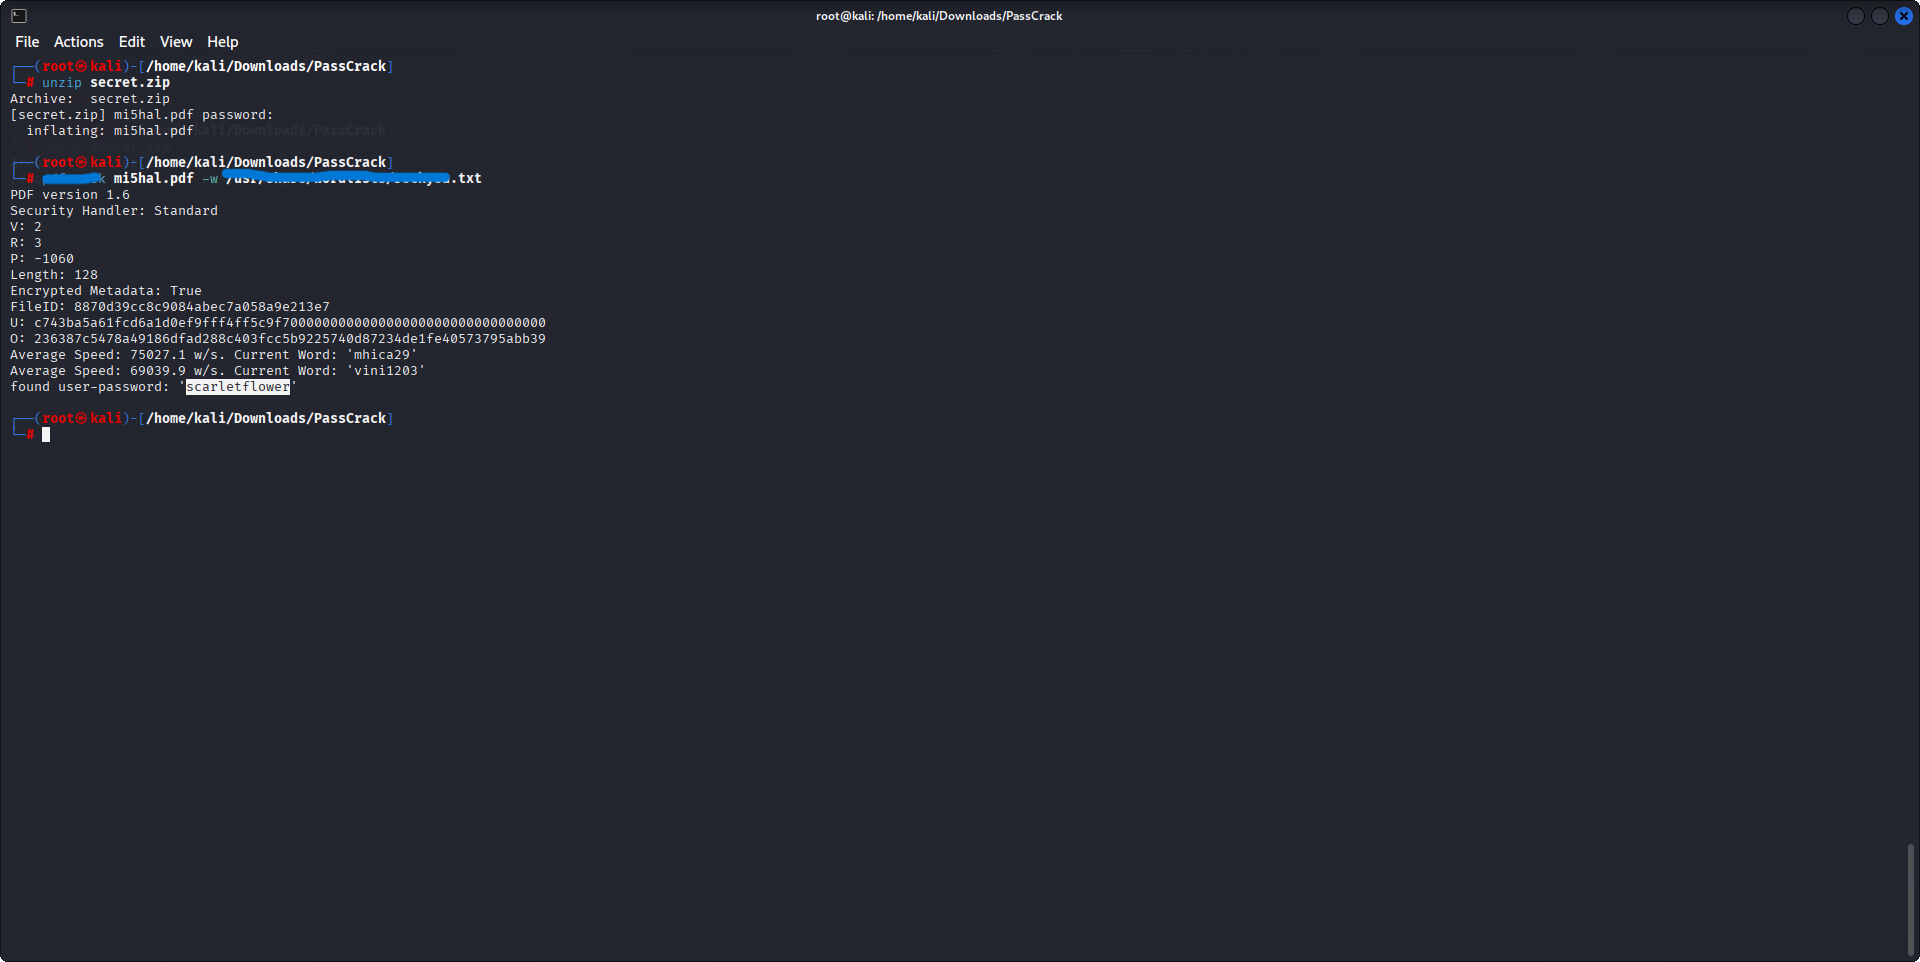 root@kali: /home/kali/Downloads/PassCrack
File Actions Edit View Help
┌──(root㉿kali)-[/home/kali/Downloads/PassCrack]
└─# unzip secret.zip
Archive:  secret.zip
[secret.zip] mi5hal.pdf password:
  inflating: mi5hal.pdf
┌──(root㉿kali)-[/home/kali/Downloads/PassCrack]
└─# mi5hal.pdf -w .txt
PDF version 1.6
Security Handler: Standard
V: 2
R: 3
P: -1060
Length: 128
Encrypted Metadata: True
FileID: 8870d39cc8c9084abec7a058a9e213e7
U: c743ba5a61fcd6a1d0ef9fff4ff5c9f700000000000000000000000000000000
O: 236387c5478a49186dfad288c403fcc5b9225740d87234de1fe40573795abb39
Average Speed: 75027.1 w/s. Current Word: 'mhica29'
Average Speed: 69039.9 w/s. Current Word: 'vini1203'
found user-password: 'scarletflower'
┌──(root㉿kali)-[/home/kali/Downloads/PassCrack]
└─#